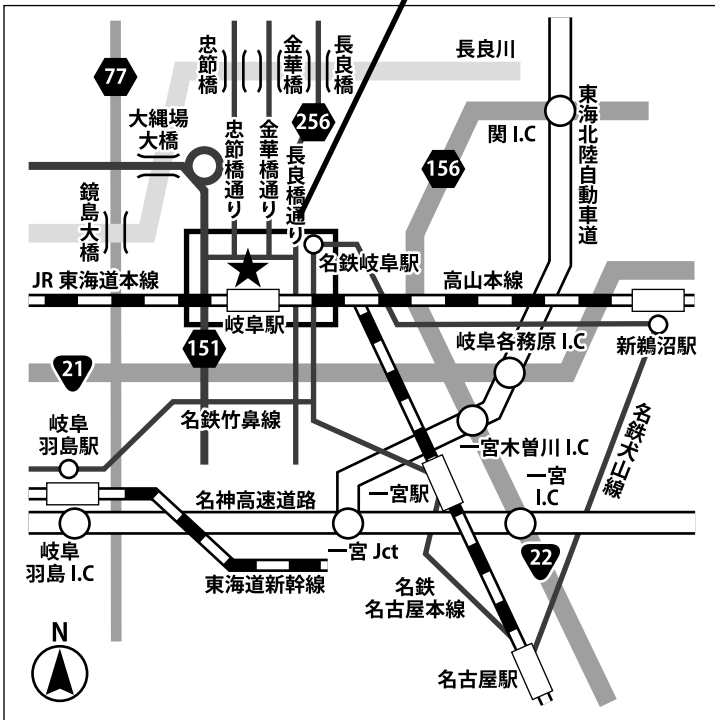 忠節橋
金華橋
長良橋
長良川
77
256
大縄場
大橋
忠節橋通り
金華橋通り
長良橋通り
関 I.C
東海北陸自動車道
156
鏡島大橋
名鉄岐阜駅
JR 東海道本線
高山本線
岐阜駅
岐阜各務原 I.C
新鵜沼駅
151
21
岐阜
羽島駅
名鉄竹鼻線
一宮木曽川 I.C
名鉄犬山線
名神高速道路
一宮駅
一宮
I.C
岐阜
羽島 I.C
一宮 Jct
22
東海道新幹線
名鉄
名古屋本線
N
名古屋駅